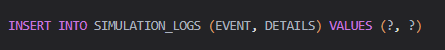 INSERT INTO SIMULATION_LOGS (EVENT, DETAILS) VALUES (?, ?)